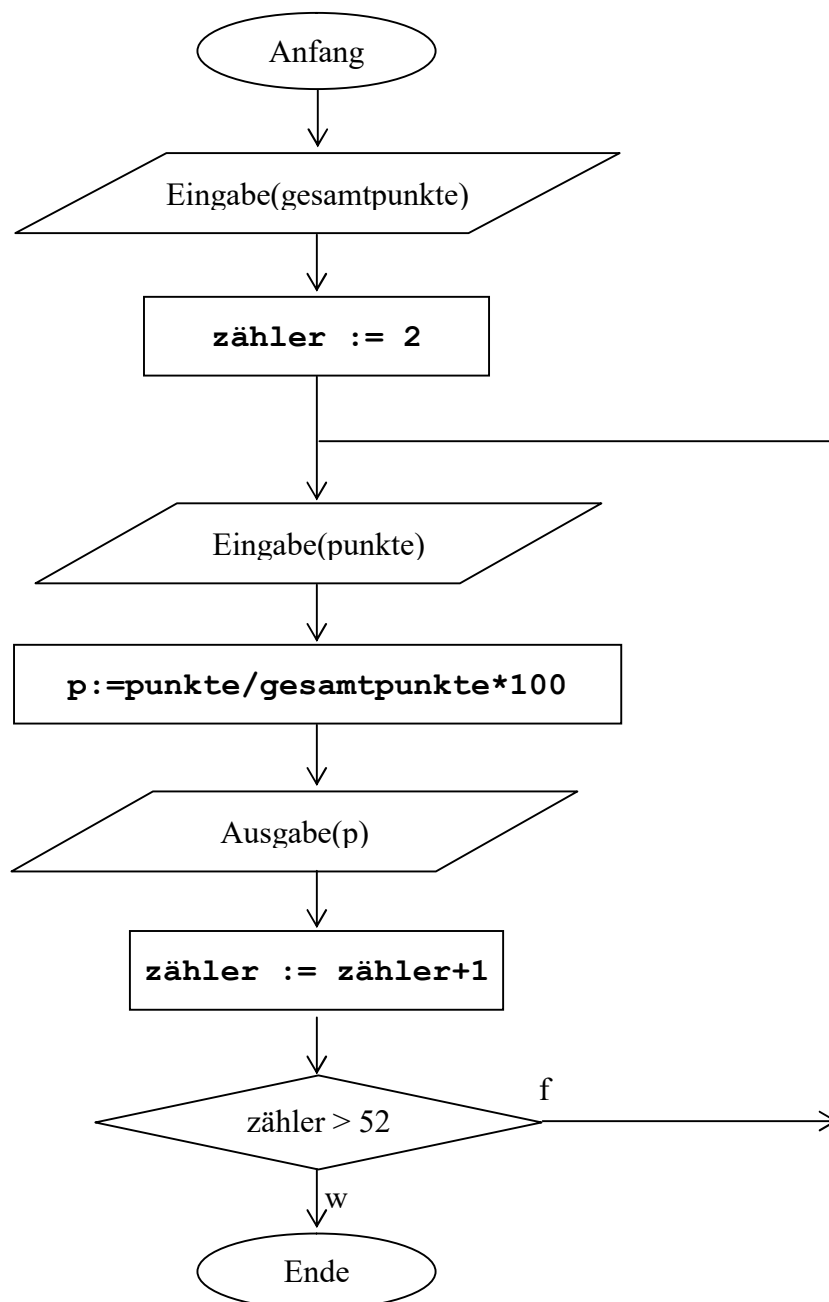 Anfang
Eingabe(gesamtpunkte)
zähler := 2
Eingabe(punkte)
p:=punkte/gesamtpunkte*100
Ausgabe(p)
zähler := zähler+1
f
zähler > 52
w
Ende